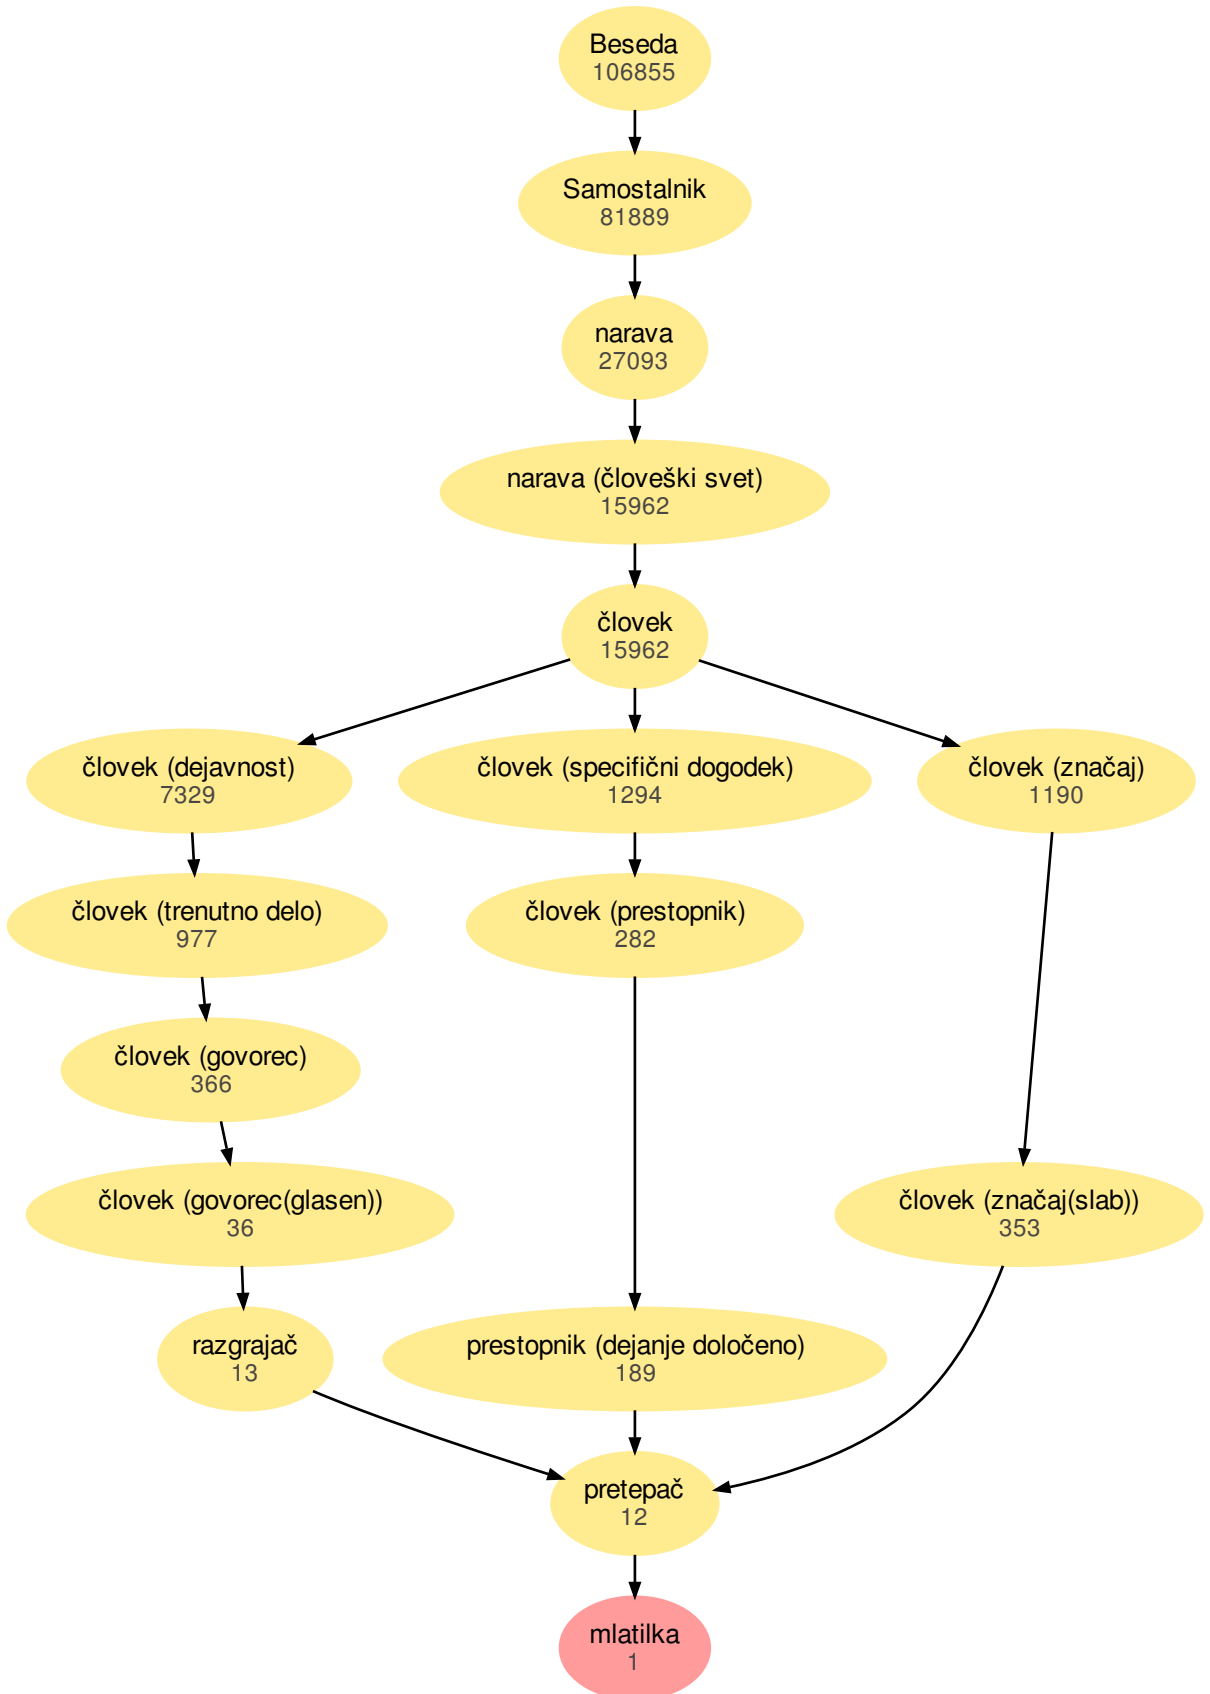 Beseda
106855
Samostalnik
81889
narava
27093
narava (človeški svet)
15962
človek
15962
človek (dejavnost)
7329
človek (specifični dogodek)
1294
človek (značaj)
1190
človek (trenutno delo)
977
človek (prestopnik)
282
človek (govorec)
366
človek (govorec(glasen))
36
človek (značaj(slab))
353
razgrajač
13
prestopnik (dejanje določeno)
189
pretepač
12
mlatilka
1